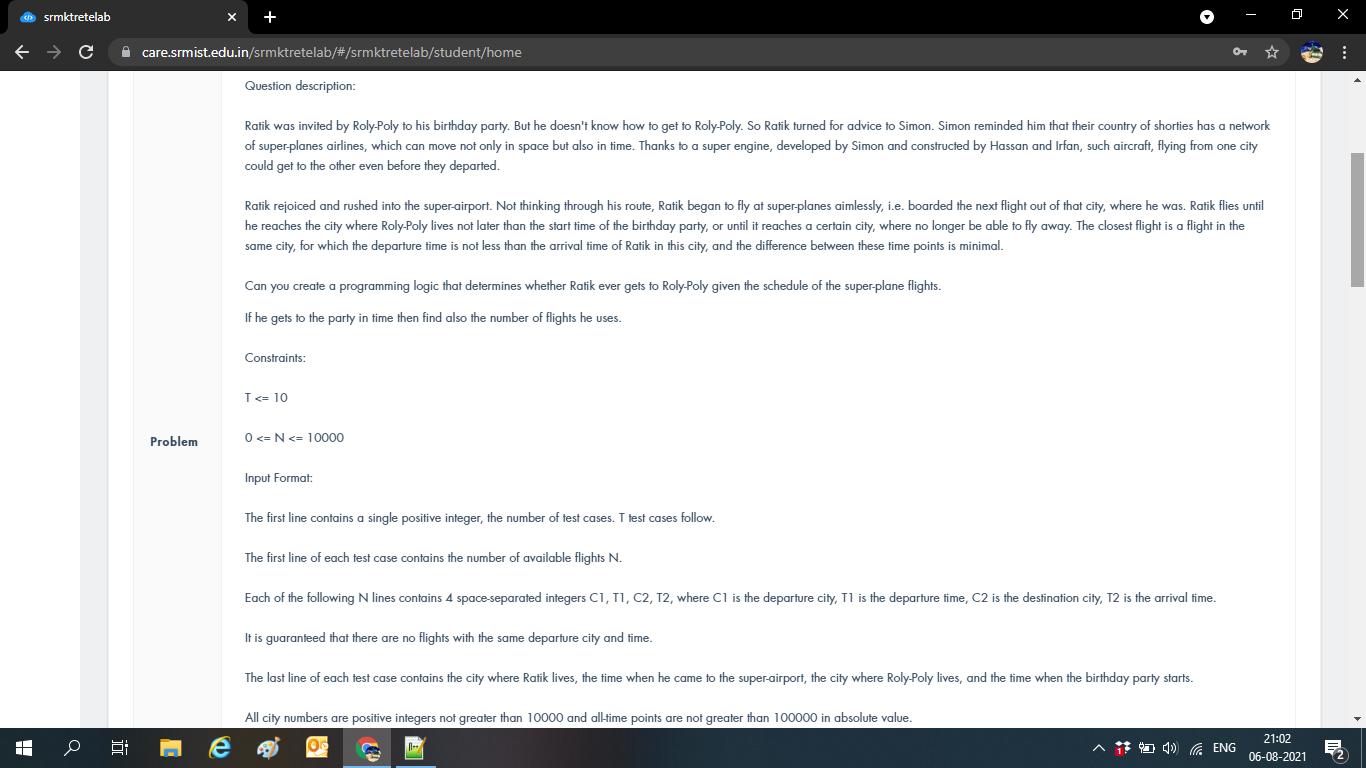 srmktretelab
care.srmist.edu.in/srmktretelab/#/srmktretelab/student/home
Question description:
Ratik was invited by Roly-Poly to his birthday party. But he doesn't know how to get to Roly-Poly. So Ratik turned for advice to Simon. Simon reminded him that their country of shorties has a network
of super-planes airlines, which can move not only in space but also in time. Thanks to a super engine, developed by Simon and constructed by Hassan and Irfan, such aircraft, flying from one city
could get to the other even before they departed.
Ratik rejoiced and rushed into the super-airport. Not thinking through his route, Ratik began to fly at super-planes aimlessly, i.e. boarded the next flight out of that city, where he was. Ratik flies until
he reaches the city where Roly-Poly lives not later than the start time of the birthday party, or until it reaches a certain city, where no longer be able to fly away. The closest flight is a flight in the
same city, for which the departure time is not less than the arrival time of Ratik in this city, and the difference between these time points is minimal.
Can you create a programming logic that determines whether Ratik ever gets to Roly-Poly given the schedule of the super-plane flights.
If he gets to the party in time then find also the number of flights he uses.
Constraints:
T <= 10
Problem
0 <= N <= 10000
Input Format:
The first line contains a single positive integer, the number of test cases. T test cases follow.
The first line of each test case contains the number of available flights N.
Each of the following N lines contains 4 space-separated integers C1, T1, C2, T2, where C1 is the departure city, T1 is the departure time, C2 is the destination city, T2 is the arrival time.
It is guaranteed that there are no flights with the same departure city and time.
The last line of each test case contains the city where Ratik lives, the time when he came to the super-airport, the city where Roly-Poly lives, and the time when the birthday party starts.
All city numbers are positive integers not greater than 10000 and all-time points are not greater than 100000 in absolute value.
ENG
21:02
06-08-2021
2